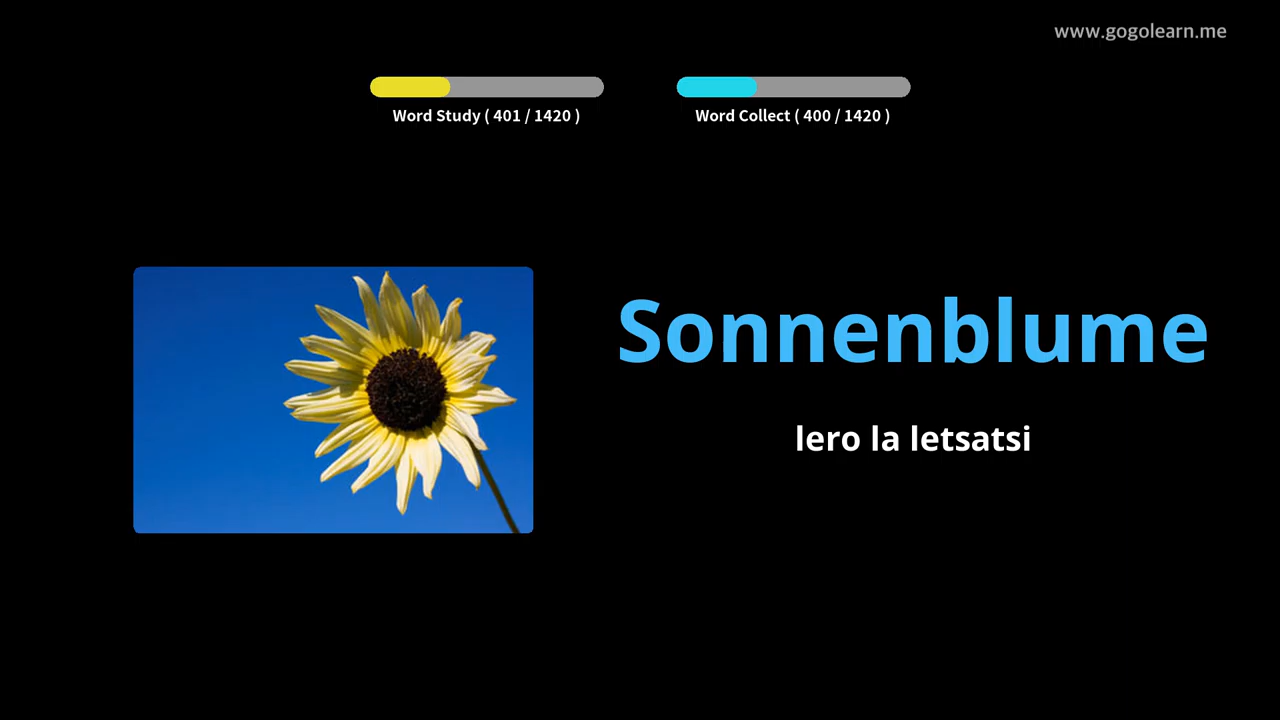 www.gogolearn.me
Word Study ( 401 / 1420 )
Word Collect ( 400 / 1420 )
Sonnenblume
lero la letsatsi